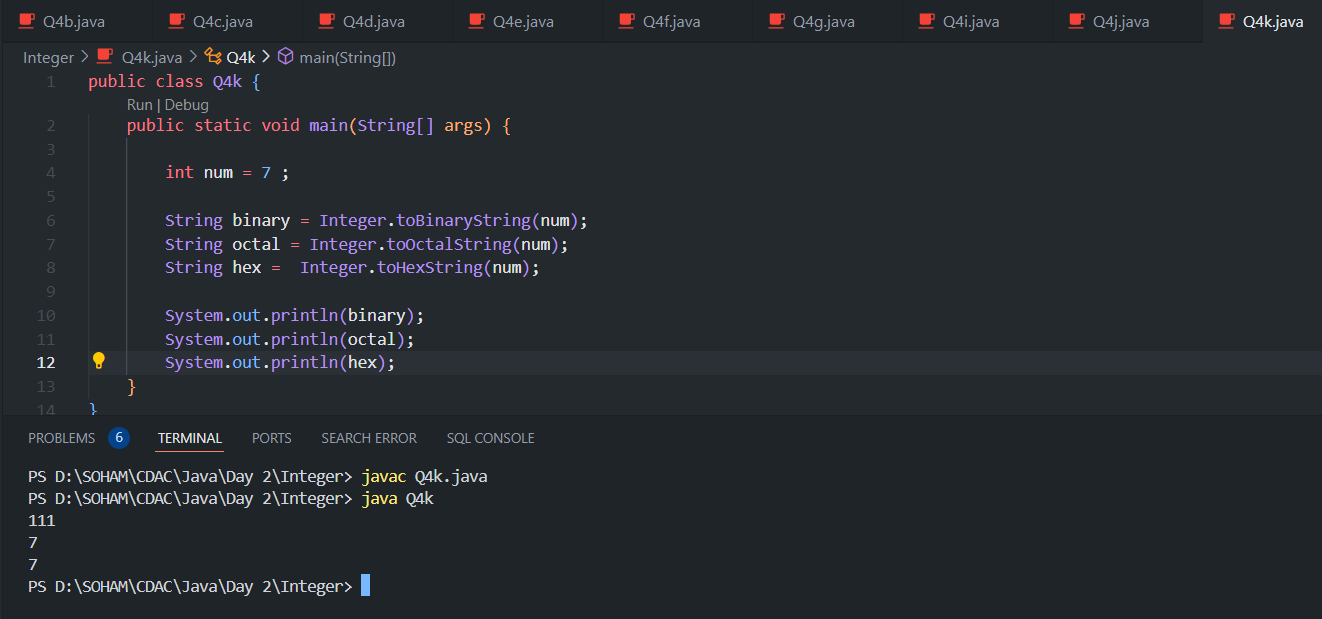 Q4b.java Q4c.java Q4d.java Q4e.java Q4f.java Q4g.java Q4i.java Q4j.java Q4k.java
Integer > Q4k.java > Q4k > main(String[])
1 public class Q4k {
Run | Debug
2 public static void main(String[] args) {
3
4 int num = 7 ;
5
6 String binary = Integer.toBinaryString(num);
7 String octal = Integer.toOctalString(num);
8 String hex =  Integer.toHexString(num);
9
10 System.out.println(binary);
11 System.out.println(octal);
12 System.out.println(hex);
13 }
14 }
PROBLEMS 6 TERMINAL PORTS SEARCH ERROR SQL CONSOLE
PS D:\SOHAM\CDAC\Java\Day 2\Integer> javac Q4k.java
PS D:\SOHAM\CDAC\Java\Day 2\Integer> java Q4k
111
7
7
PS D:\SOHAM\CDAC\Java\Day 2\Integer>